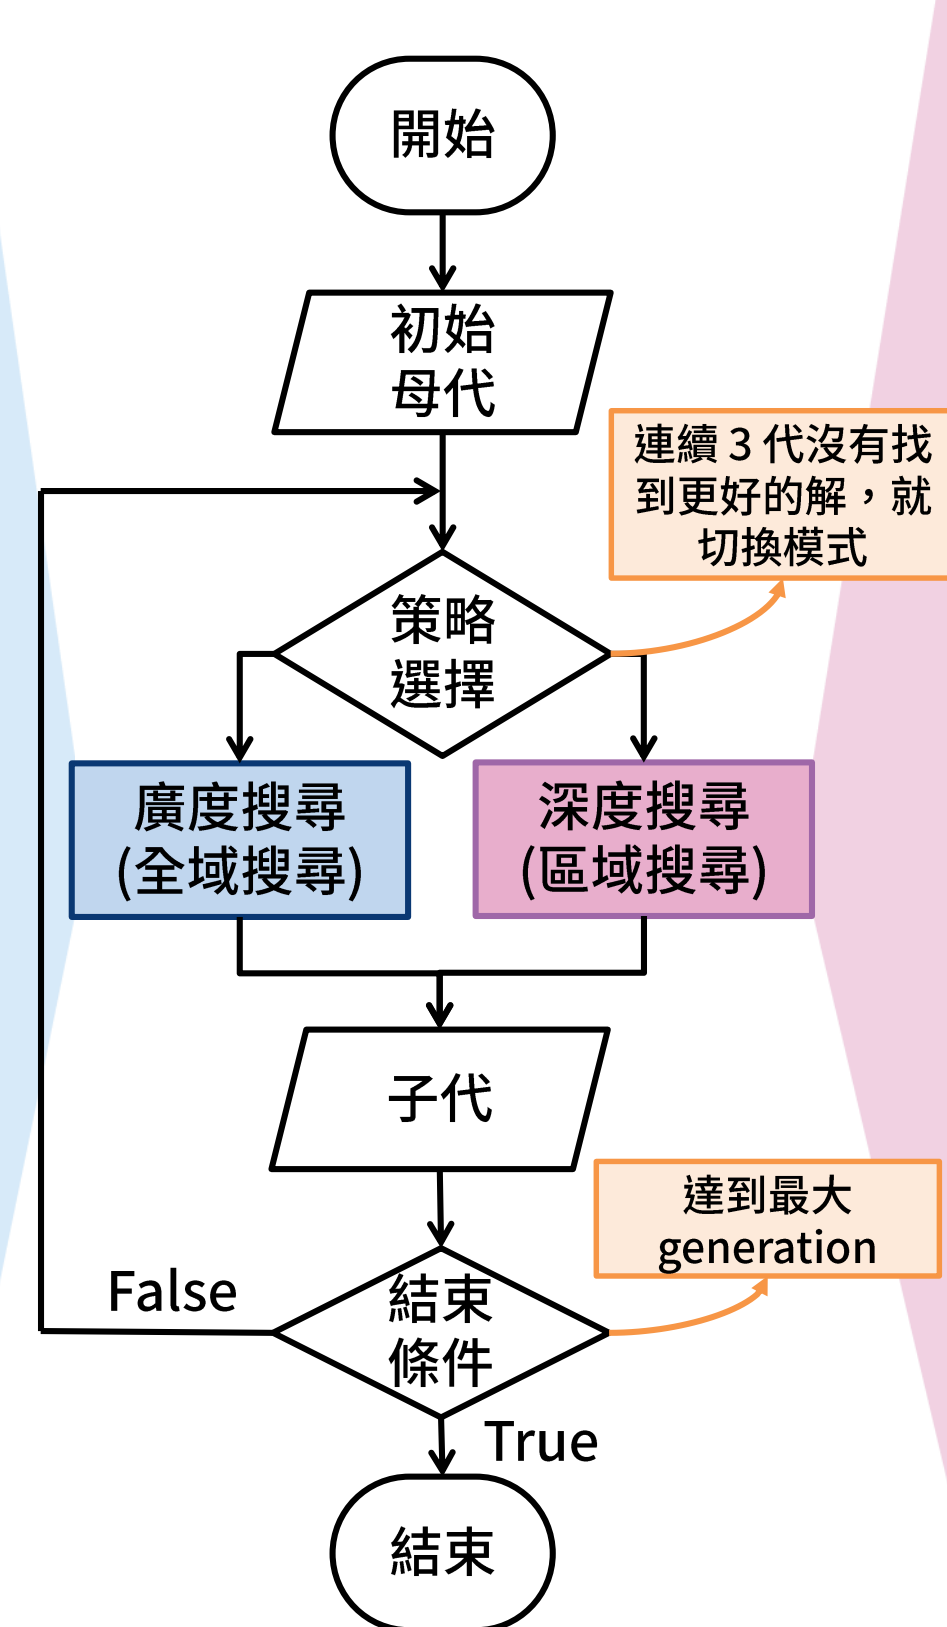 開始
初始
母代
連續 3 代沒有找
到更好的解，就
切換模式
策略
選擇
廣度搜尋
(全域搜尋)
深度搜尋
(區域搜尋)
子代
達到最大
generation
False
結束
條件
True
結束